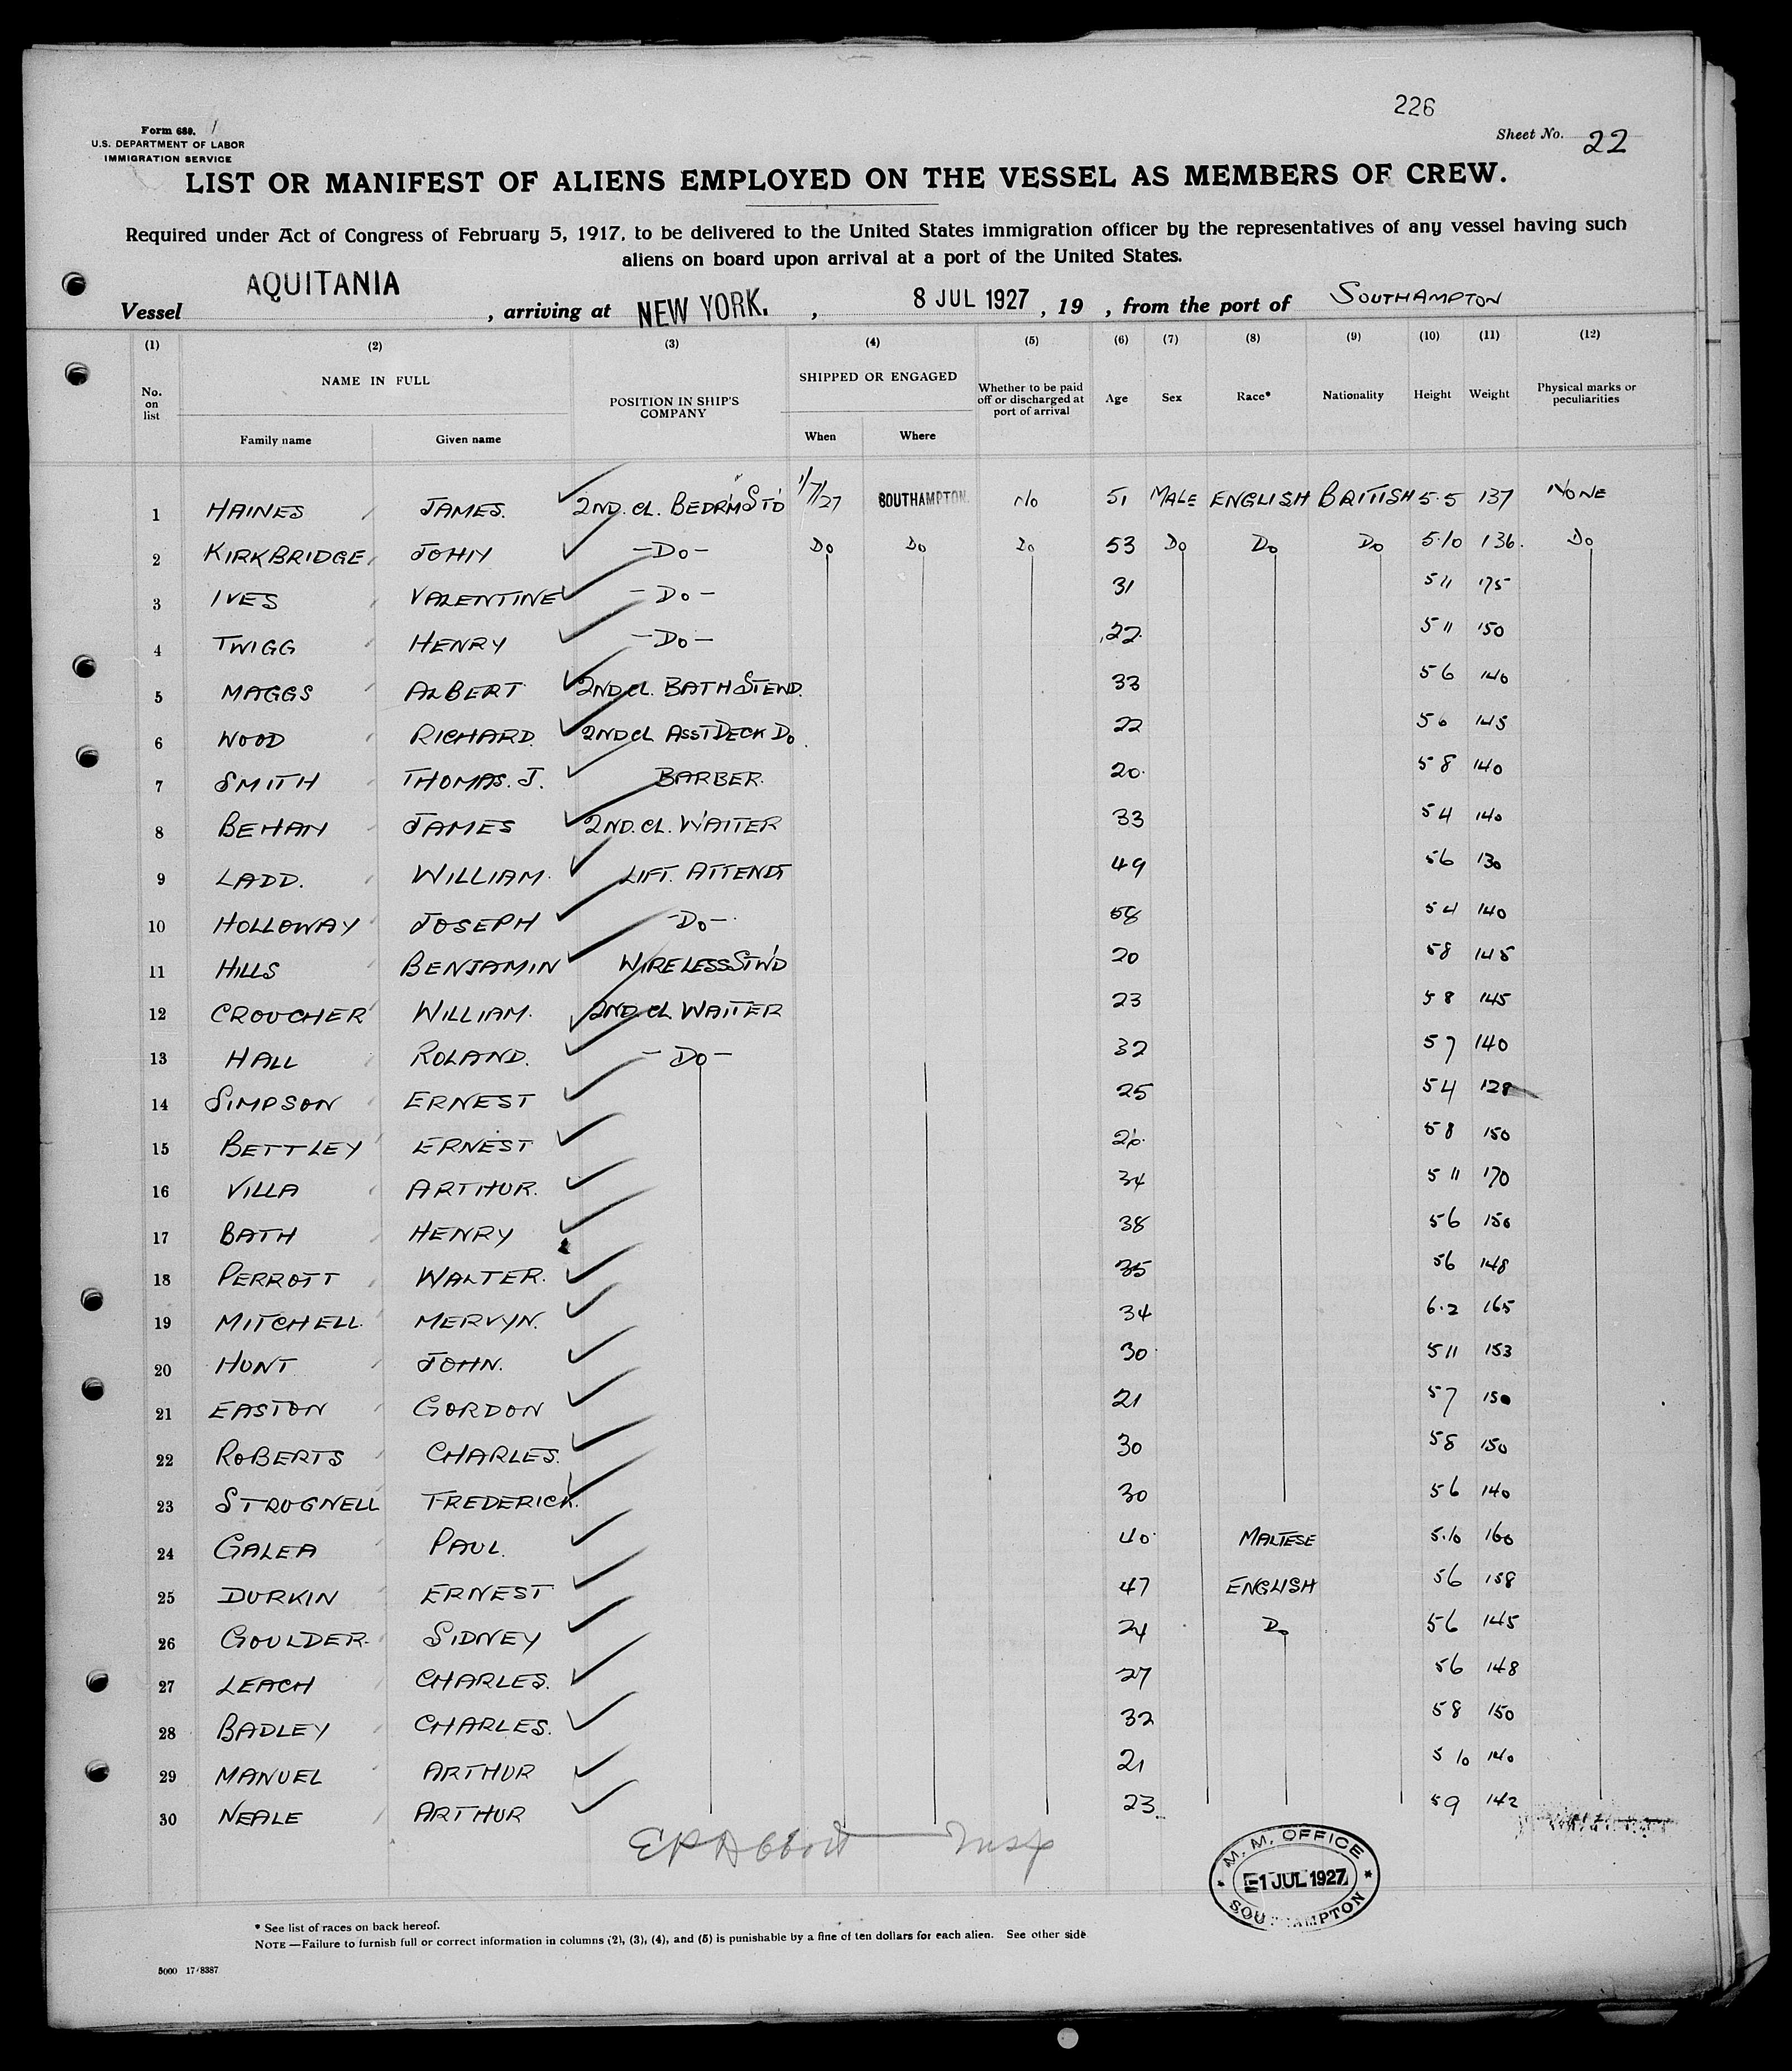 226
Form 689.
U.S. DEPARTMENT OF LABOR
IMMIGRATION SERVICE
Sheet No. 22
LIST OR MANIFEST OF ALIENS EMPLOYED ON THE VESSEL AS MEMBERS OF CREW.
Required under Act of Congress of February 5, 1917, to be delivered to the United States immigration officer by the representatives of any vessel having such
aliens on board upon arrival at a port of the United States.
Vessel AQUITANIA, arriving at NEW YORK., 8 JUL 1927, 19 , from the port of SOUTHAMPTON
(1) (2) (3) (4) (5) (6) (7) (8) (9) (10) (11) (12)
No. on list NAME IN FULL POSITION IN SHIP'S COMPANY SHIPPED OR ENGAGED Whether to be paid off or discharged at port of arrival Age Sex Race* Nationality Height Weight Physical marks or peculiarities
Family name Given name When Where
1 HAINES JAMES. 2ND. CL. BEDRM STD 1/7/27 SOUTHAMPTON. No 51 MALE ENGLISH BRITISH 5.5 137 NONE
2 KIRKBRIDGE JOHN -Do- Do Do Do 53 Do Do Do 5.10 136. Do
3 IVES VALENTINE -Do- 31 5 11 175
4 TWIGG HENRY -Do- 22. 5 11 150
5 MAGGS ALBERT 2ND CL. BATH STEWD. 33 5 6 140
6 WOOD RICHARD. 2ND CL ASST DECK Do. 22 5 6 145
7 SMITH THOMAS. J. BARBER. 20. 5 8 140
8 BEHAN JAMES 2ND. CL. WAITER 33 5 4 140
9 LADD. WILLIAM. LIFT. ATTENDT 49 5 6 130
10 HOLLOWAY JOSEPH -Do- 58 5 4 140
11 HILLS BENJAMIN WIRELESS STW'D 20 5 8 145
12 CROUCHER WILLIAM. 2ND. CL. WAITER 23 5 8 145
13 HALL ROLAND. -Do- 32 5 7 140
14 SIMPSON ERNEST 25 5 4 128
15 BETTLEY ERNEST 26. 5 8 150
16 VILLA ARTHUR. 34 5 11 170
17 BATH HENRY 38 5 6 150
18 PERROTT WALTER. 35 5 6 148
19 MITCHELL. MERVYN. 34 6.2 165
20 HUNT JOHN. 30. 5 11 153
21 EASTON GORDON 21 5 7 150
22 ROBERTS CHARLES. 30 5 8 150
23 STRUGNELL FREDERICK. 30 5 6 140
24 GALEA PAUL. 40. MALTESE 5.10 160
25 DURKIN ERNEST 47 ENGLISH 5 6 158
26 GOULDER. SIDNEY 24 Do 5 6 145
27 LEACH CHARLES. 27 5 6 148
28 BADLEY CHARLES. 32 5 8 150
29 MANUEL ARTHUR 21 5 10 140
30 NEALE ARTHUR 23. 5 9 142
M. M. OFFICE
1 JUL 1927
SOUTHAMPTON
* See list of races on back hereof.
NOTE —Failure to furnish full or correct information in columns (2), (3), (4), and (5) is punishable by a fine of ten dollars for each alien. See other side.
5000 17/8387